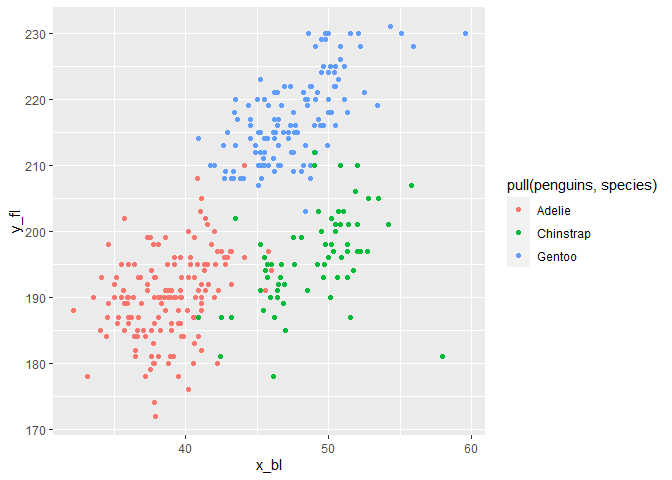 230
220
210
200
190
180
170
y_fl
40
50
60
x_bl
pull(penguins, species)
Adelie
Chinstrap
Gentoo